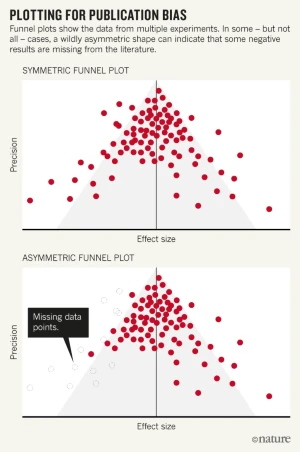 PLOTTING FOR PUBLICATION BIAS
Funnel plots show the data from multiple experiments. In some – but not
all – cases, a wildly asymmetric shape can indicate that some negative
results are missing from the literature.
SYMMETRIC FUNNEL PLOT
Precision
Effect size
ASYMMETRIC FUNNEL PLOT
Missing data
points.
Precision
Effect size
©nature